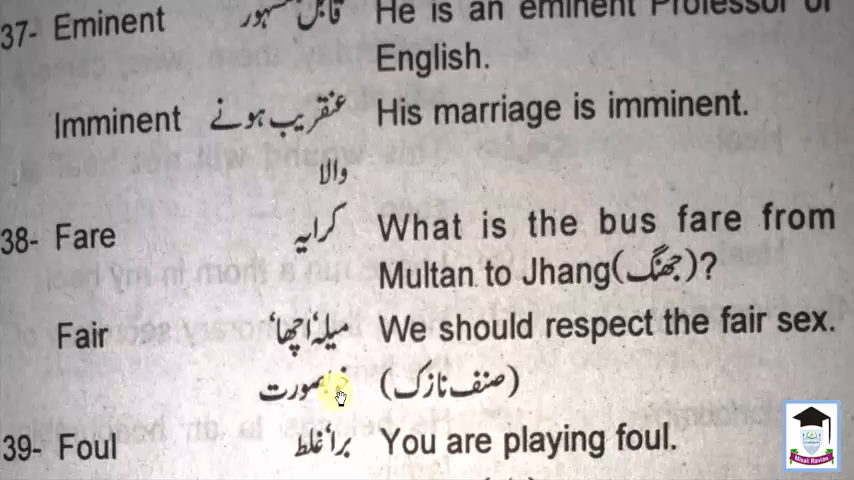 37- Eminent قابل مشہور He is an eminent Professor of
English.
Imminent عنقریب ہونے His marriage is imminent.
والا
38- Fare کرایہ What is the bus fare from
Multan to Jhang(جھنگ)?
Fair میلہ، اچھا، We should respect the fair sex.
(صنف نازک)
39- Foul برا، غلط You are playing foul.
Misali Ravian